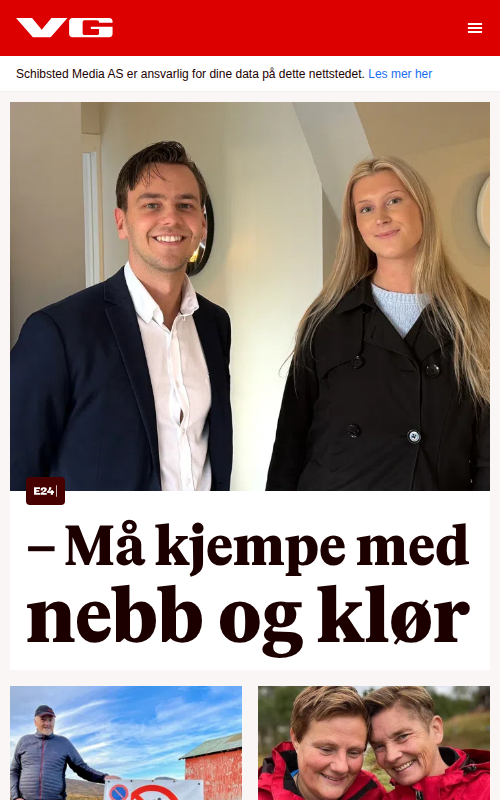 VG
Schibsted Media AS er ansvarlig for dine data på dette nettstedet. Les mer her
E24
– Må kjempe med
nebb og klør